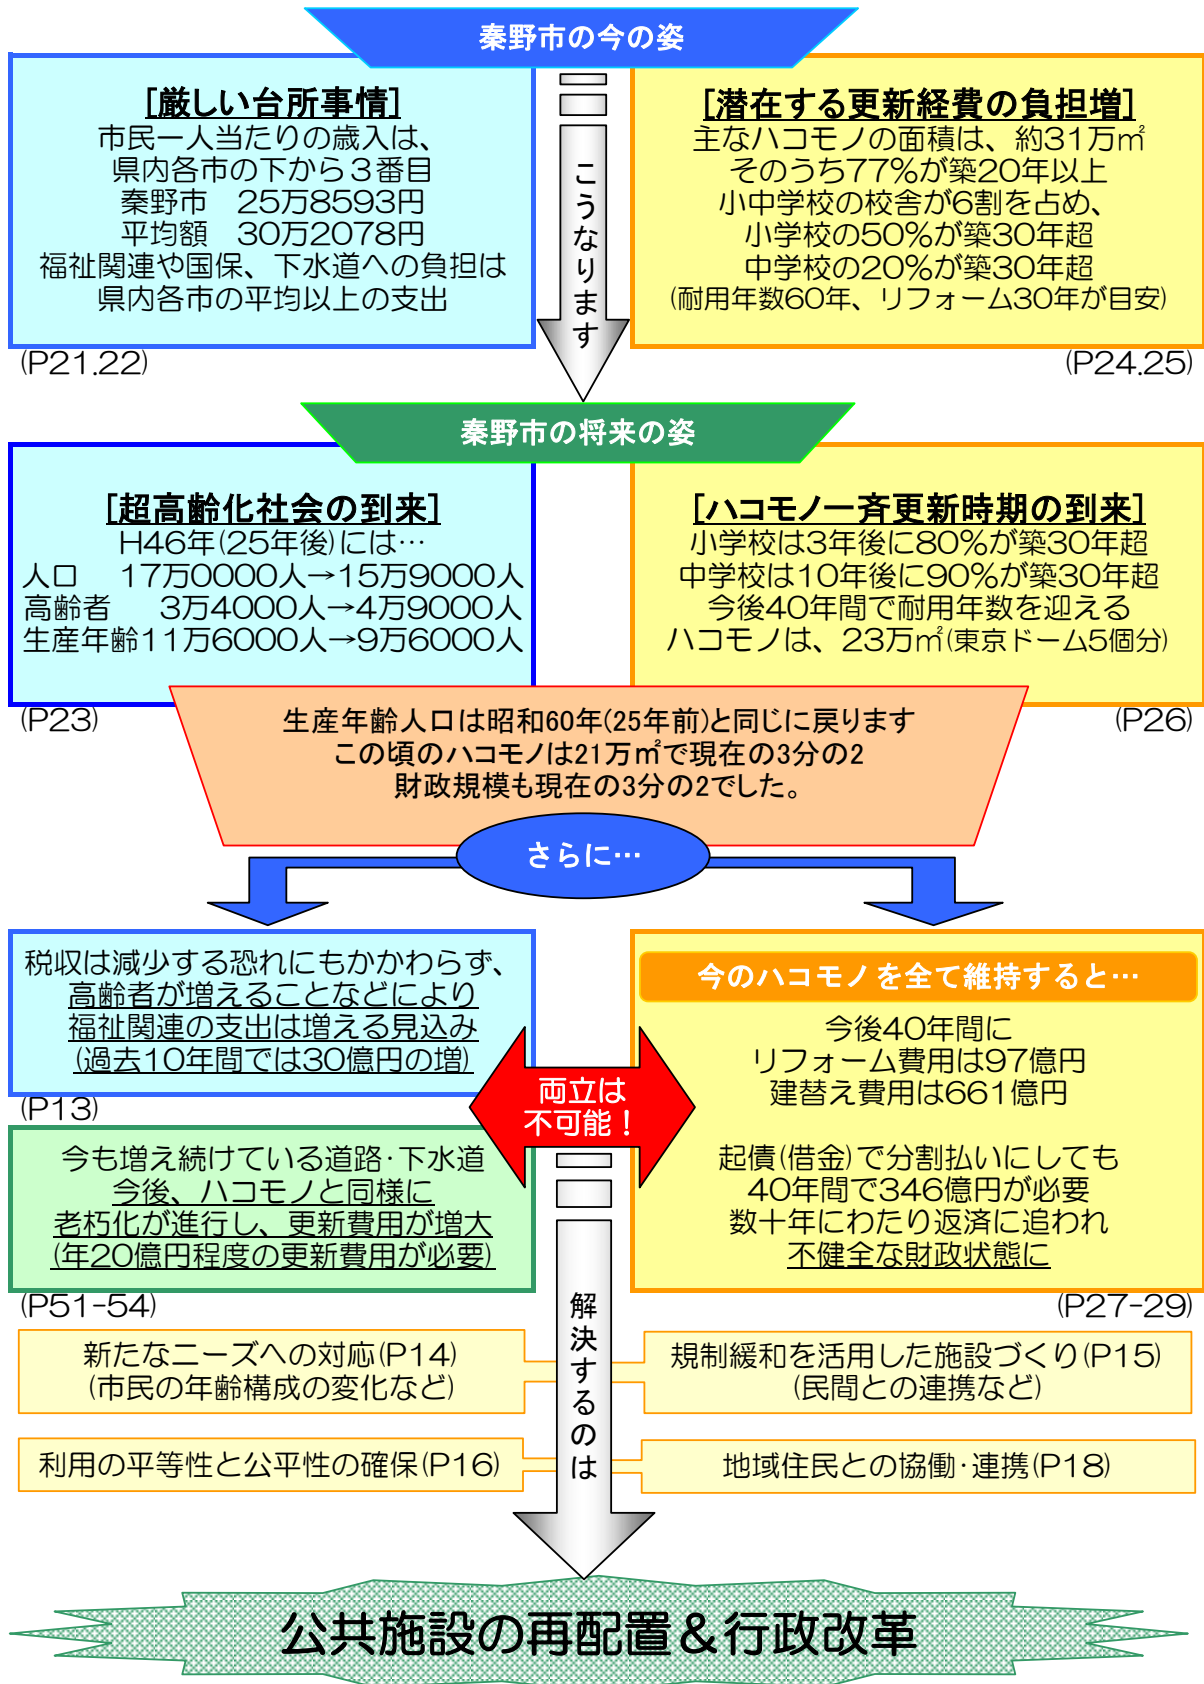 秦野市の今の姿
[厳しい台所事情]
市民一人当たりの歳入は、
県内各市の下から３番目
秦野市　25万8593円
平均額　30万2078円
福祉関連や国保、下水道への負担は
県内各市の平均以上の支出
(P21.22)
こうなります
[潜在する更新経費の負担増]
主なハコモノの面積は、約31万㎡
そのうち77%が築20年以上
小中学校の校舎が6割を占め、
小学校の50%が築30年超
中学校の20%が築30年超
(耐用年数60年、リフォーム30年が目安)
(P24.25)
秦野市の将来の姿
[超高齢化社会の到来]
H46年(25年後)には…
人口　17万0000人→15万9000人
高齢者　3万4000人→4万9000人
生産年齢11万6000人→9万6000人
(P23)
[ハコモノ一斉更新時期の到来]
小学校は3年後に80%が築30年超
中学校は10年後に90%が築30年超
今後40年間で耐用年数を迎える
ハコモノは、23万㎡(東京ドーム5個分)
(P26)
生産年齢人口は昭和60年(25年前)と同じに戻ります
この頃のハコモノは21万㎡で現在の3分の2
財政規模も現在の3分の2でした。
さらに…
税収は減少する恐れにもかかわらず、
高齢者が増えることなどにより
福祉関連の支出は増える見込み
(過去10年間では30億円の増)
(P13)
今も増え続けている道路･下水道
今後、ハコモノと同様に
老朽化が進行し、更新費用が増大
(年20億円程度の更新費用が必要)
(P51-54)
両立は
不可能！
今のハコモノを全て維持すると…
今後40年間に
リフォーム費用は97億円
建替え費用は661億円
起債(借金)で分割払いにしても
40年間で346億円が必要
数十年にわたり返済に追われ
不健全な財政状態に
(P27-29)
解決するのは
新たなニーズへの対応(P14)
(市民の年齢構成の変化など)
規制緩和を活用した施設づくり(P15)
(民間との連携など)
利用の平等性と公平性の確保(P16)
地域住民との協働･連携(P18)
公共施設の再配置＆行政改革